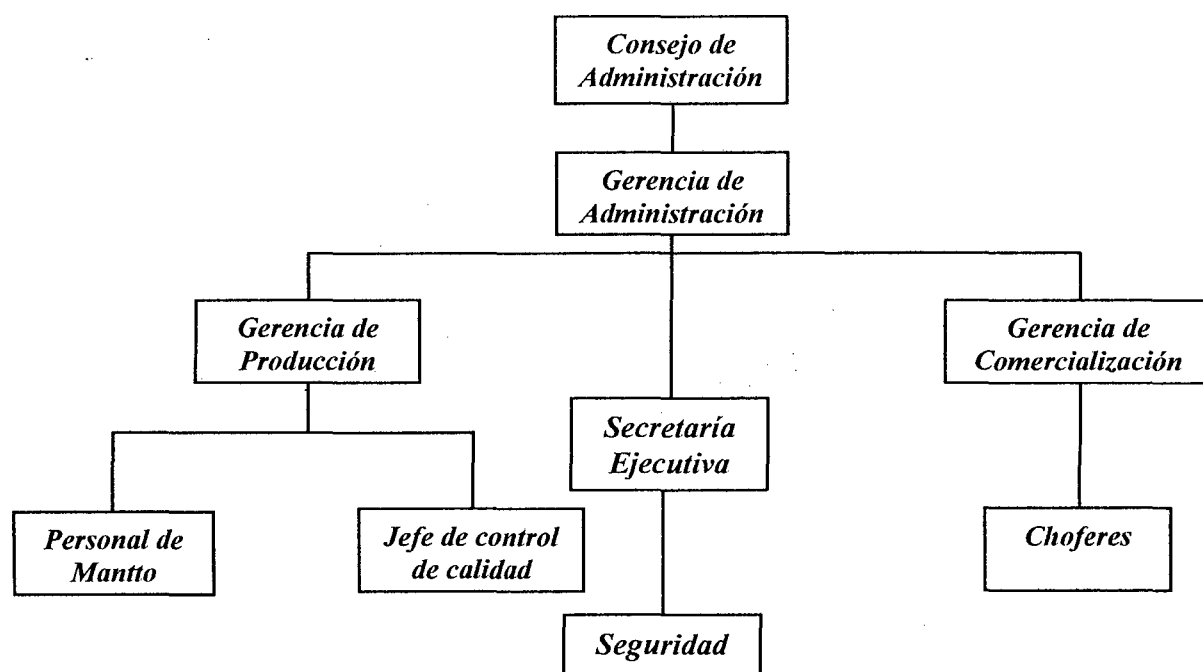 Consejo de
Administración
Gerencia de
Administración
Gerencia de
Producción
Gerencia de
Comercialización
Secretaría
Ejecutiva
Personal de
Mantto
Jefe de control
de calidad
Choferes
Seguridad